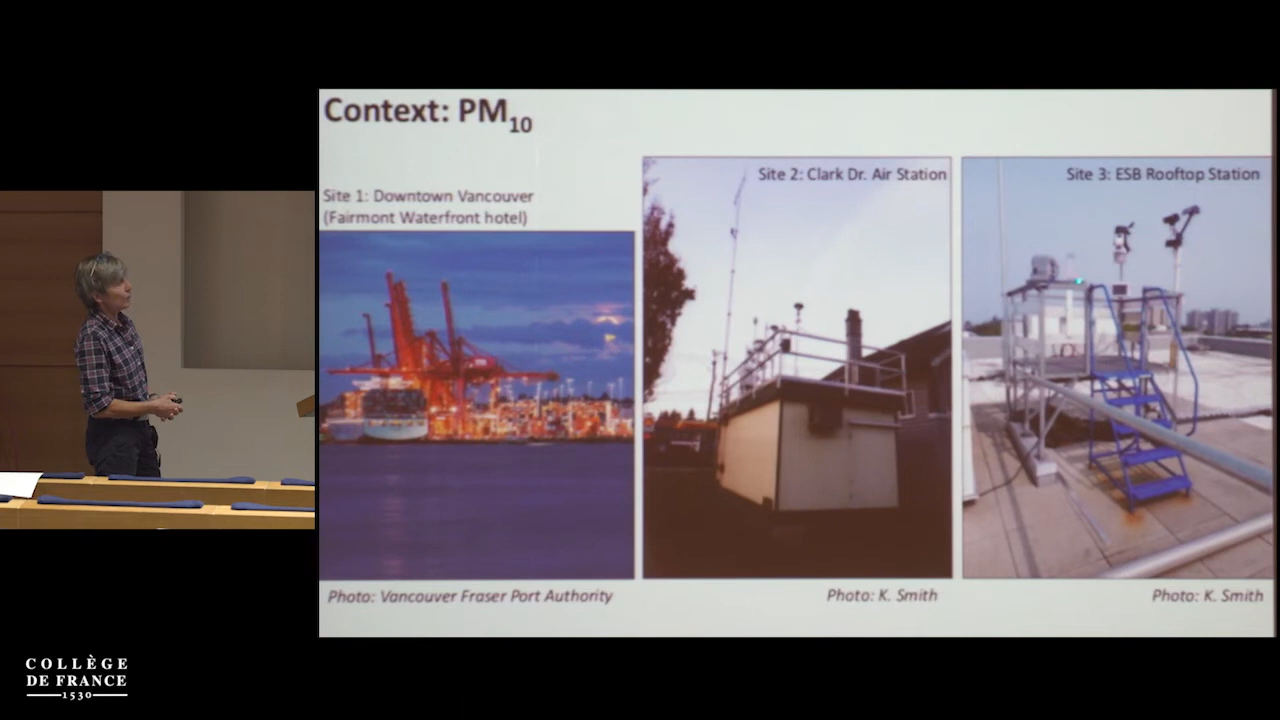 Context: PM10
Site 1: Downtown Vancouver
(Fairmont Waterfront hotel)
Site 2: Clark Dr. Air Station
Site 3: ESB Rooftop Station
Photo: Vancouver Fraser Port Authority
Photo: K. Smith
Photo: K. Smith
COLLÈGE
DE FRANCE
1530